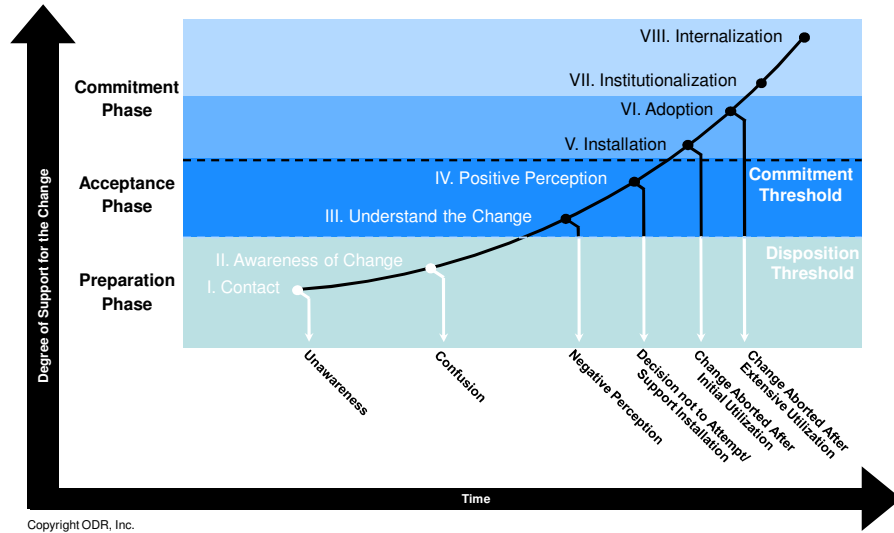 VIII. Internalization
Commitment
Phase
VII. Institutionalization
VI. Adoption
V. Installation
Acceptance
Phase
IV. Positive Perception
Commitment
Threshold
III. Understand the Change
Preparation
Phase
II. Awareness of Change
Disposition
Threshold
I. Contact
Degree of Support for the Change
Unawareness
Confusion
Negative Perception
Decision not to Attempt/
Support Installation
Change Aborted After
Initial Utilization
Change Aborted After
Extensive Utilization
Time
Copyright ODR, Inc.